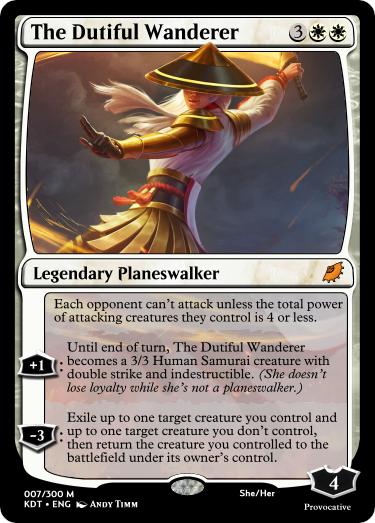 The Dutiful Wanderer 3
Legendary Planeswalker
Each opponent can't attack unless the total power
of attacking creatures they control is 4 or less.
Until end of turn, The Dutiful Wanderer
becomes a 3/3 Human Samurai creature with
+1: double strike and indestructible. (She doesn't
lose loyalty while she's not a planeswalker.)
Exile up to one target creature you control and
-3: up to one target creature you don't control,
then return the creature you controlled to the
battlefield under its owner's control.
4
007/300 M She/Her
KDT • ENG Andy Timm Provocative